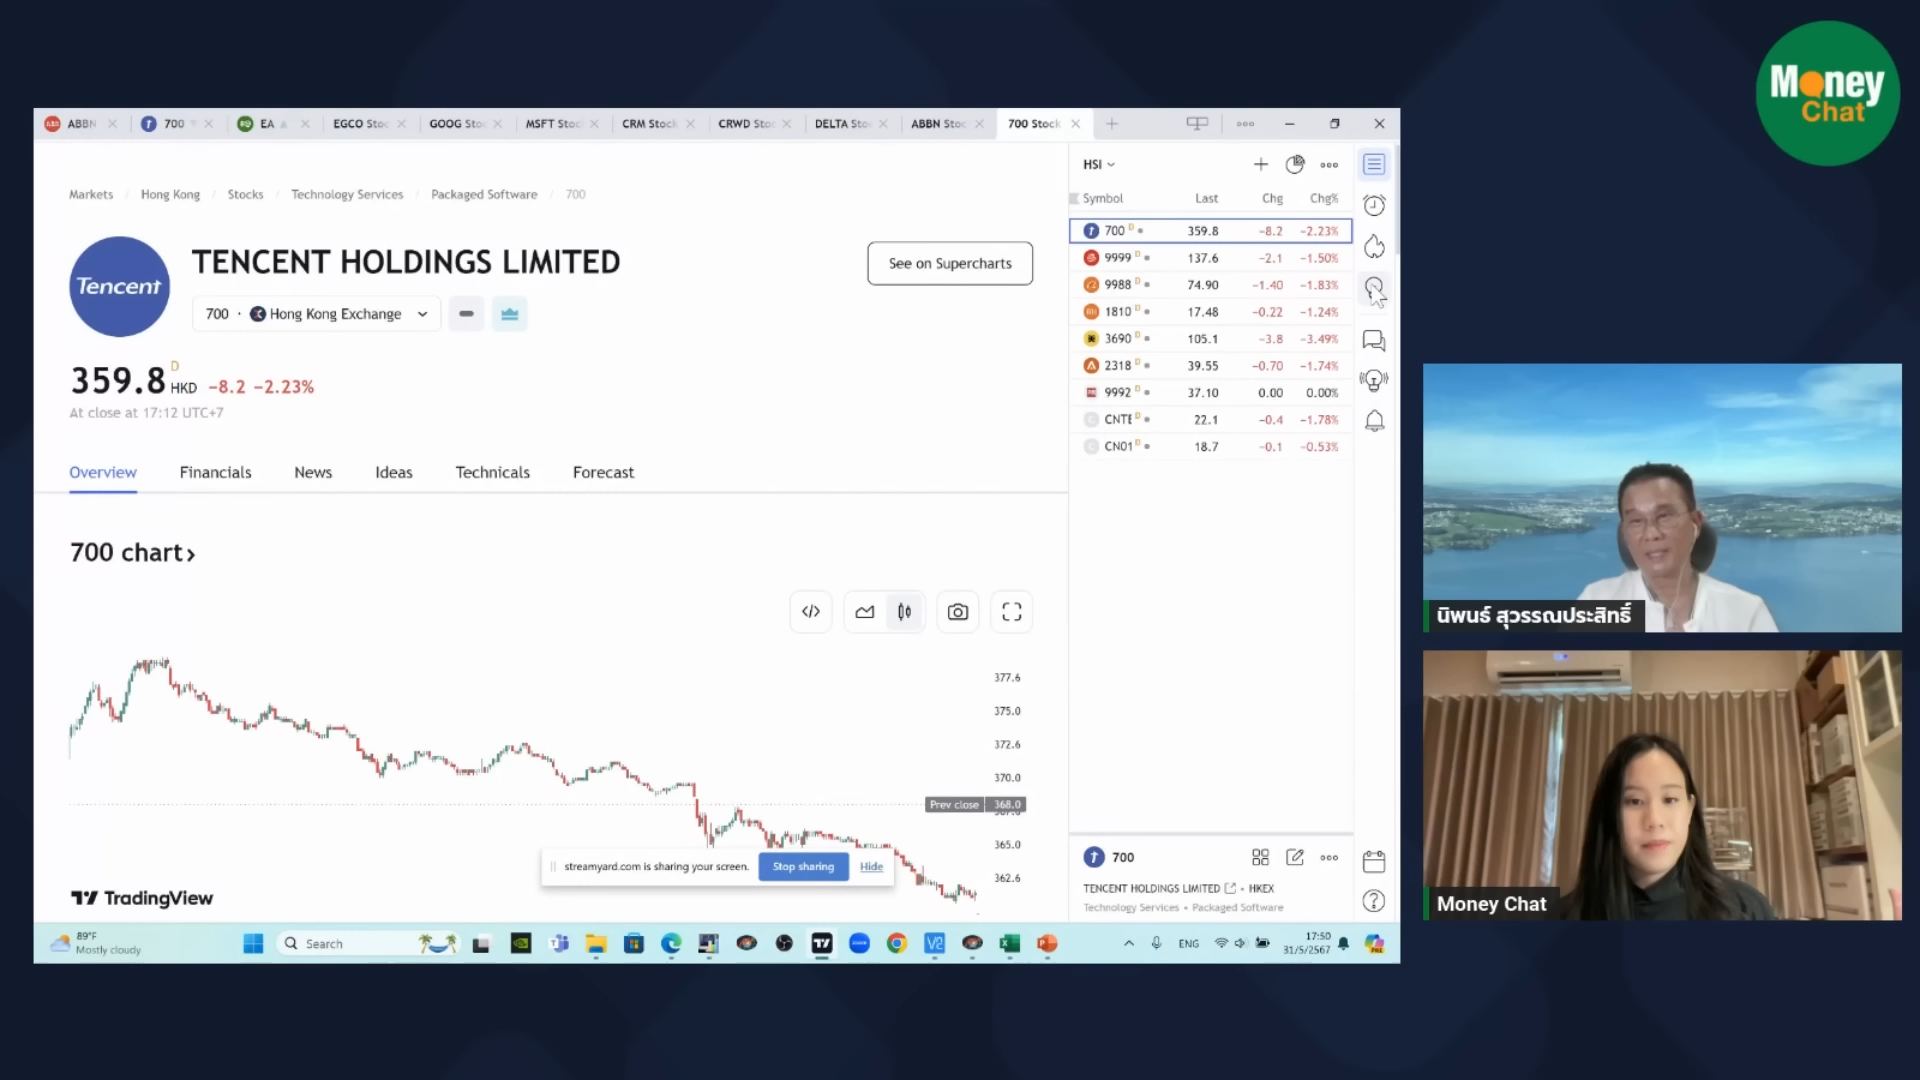 Money
Chat
ABBN
700
EA
EGCO Stoc
GOOG Sto
MSFT Stoc
CRM Stock
CRWD Stoc
DELTA Sto
ABBN Stoc
700 Stock
Markets / Hong Kong / Stocks / Technology Services / Packaged Software / 700
Tencent
TENCENT HOLDINGS LIMITED
See on Supercharts
700 · Hong Kong Exchange
359.8 D HKD −8.2 −2.23%
At close at 17:12 UTC+7
Overview
Financials
News
Ideas
Technicals
Forecast
700 chart›
377.6
375.0
372.6
370.0
Prev close 368.0
365.0
362.6
streamyard.com is sharing your screen.
Stop sharing
Hide
TradingView
HSI
Symbol Last Chg Chg%
700 D 359.8 −8.2 −2.23%
9999 D 137.6 −2.1 −1.50%
9988 D 74.90 −1.40 −1.83%
1810 D 17.48 −0.22 −1.24%
3690 D 105.1 −3.8 −3.49%
2318 D 39.55 −0.70 −1.74%
9992 D 37.10 0.00 0.00%
CNTE D 22.1 −0.4 −1.78%
CN01 D 18.7 −0.1 −0.53%
700
TENCENT HOLDINGS LIMITED • HKEX
Technology Services • Packaged Software
89°F
Mostly cloudy
Search
ENG
17:50
31/5/2567
นิพนธ์ สุวรรณประสิทธิ์
Money Chat